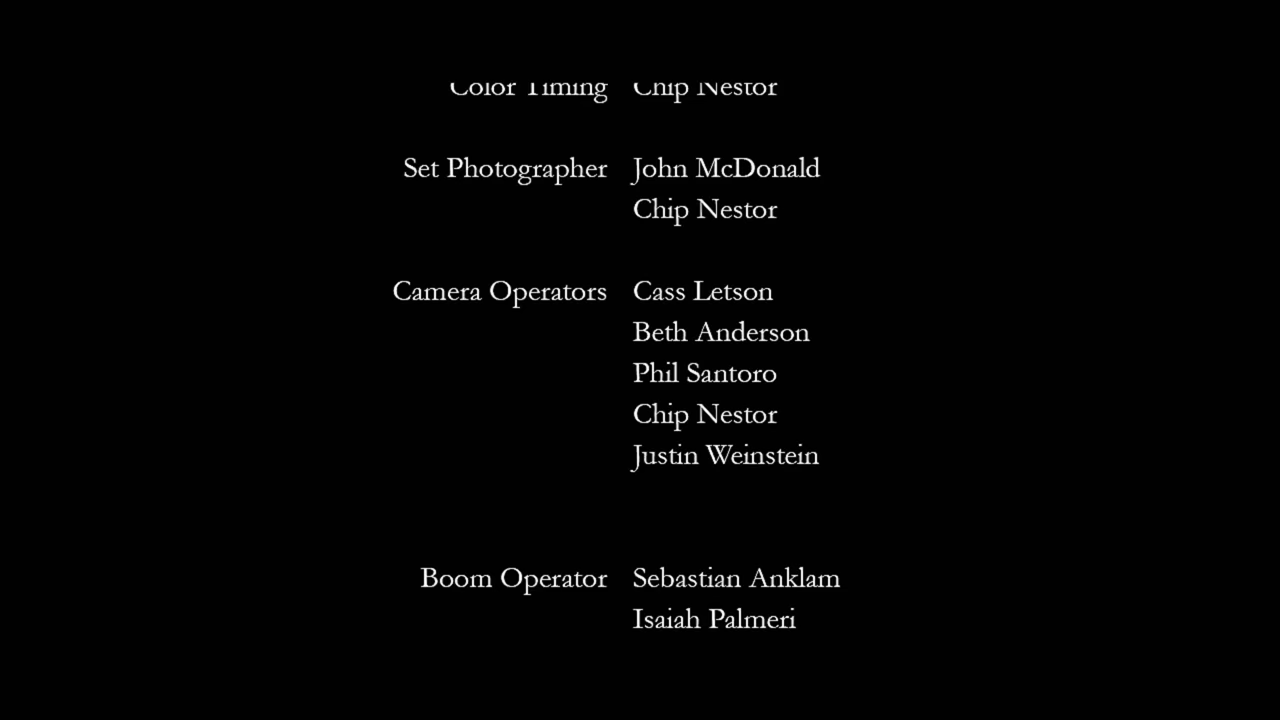 Color Timing Chip Nestor
Set Photographer John McDonald
Chip Nestor
Camera Operators Cass Letson
Beth Anderson
Phil Santoro
Chip Nestor
Justin Weinstein
Boom Operator Sebastian Anklam
Isaiah Palmeri